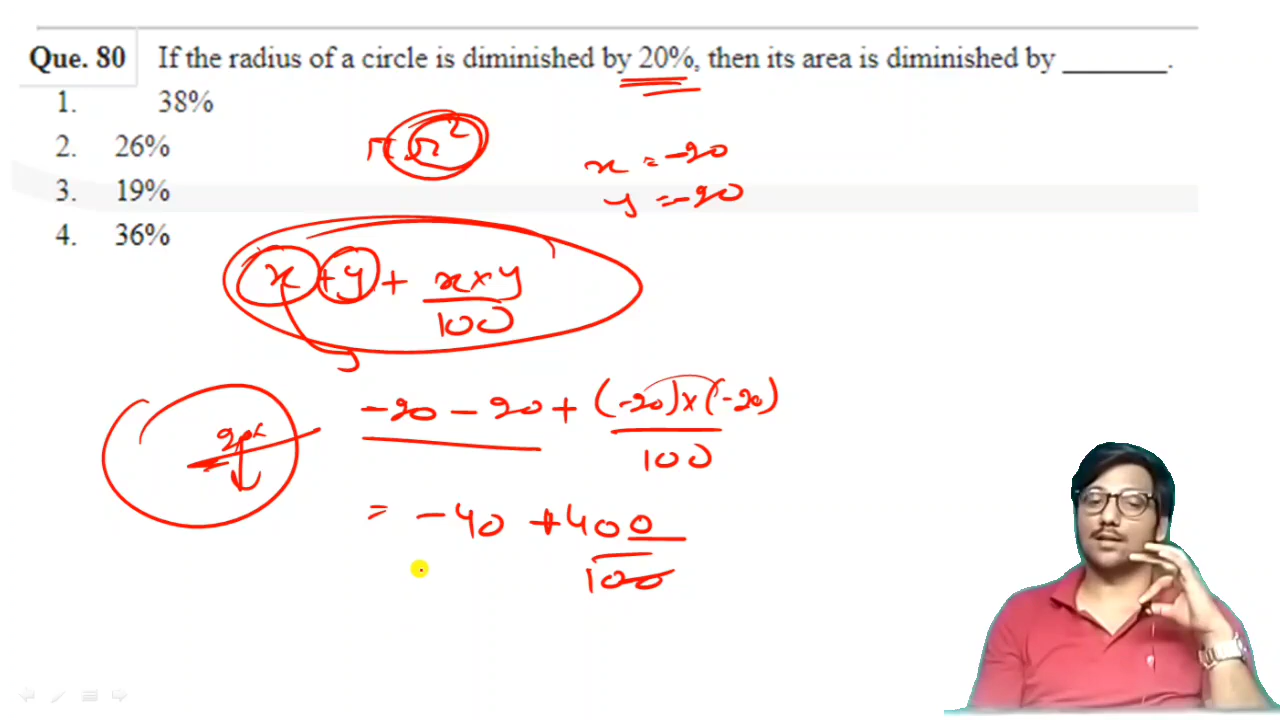 Que. 80 If the radius of a circle is diminished by 20%, then its area is diminished by ________.
1. 38%
2. 26%
3. 19%
4. 36%
π r²
x = -20
y = -20
x + y + x × y / 100
-20 - 20 + (-20) × (-20) / 100
= -40 + 400 / 100